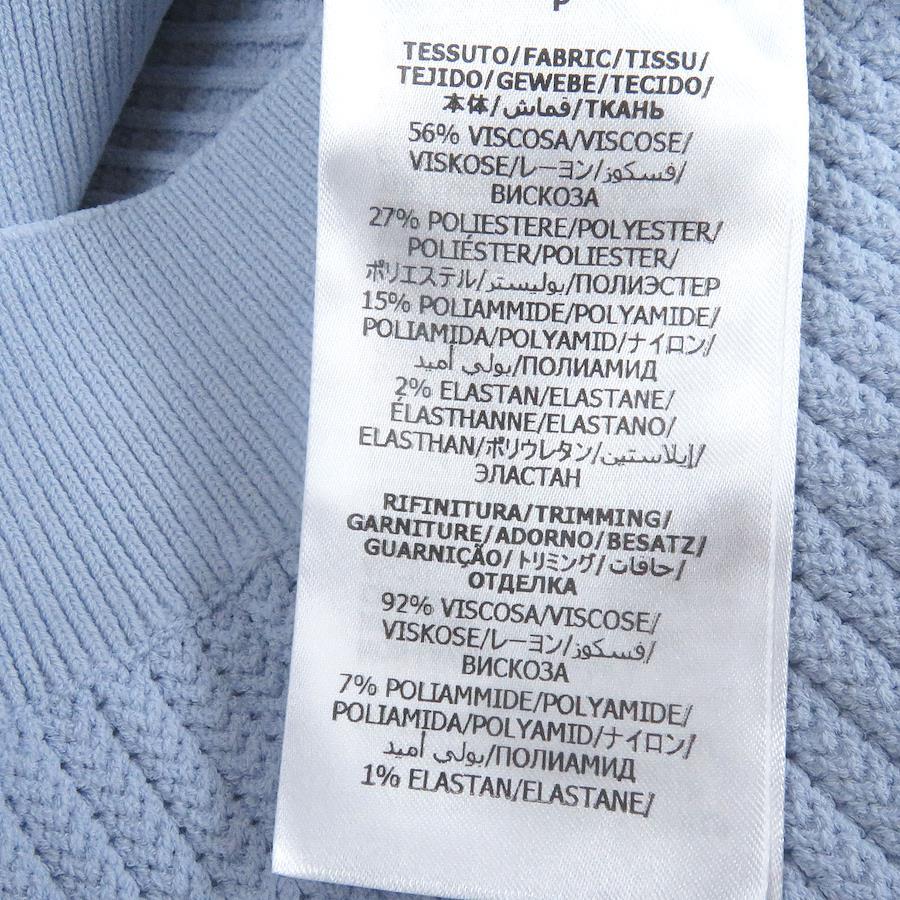 P
TESSUTO/FABRIC/TISSU/
TEJIDO/GEWEBE/TECIDO/
本体/قماش/ТКАНЬ
56% VISCOSA/VISCOSE/
VISKOSE/レーヨン/فسكوز/
ВИСКОЗА
27% POLIESTERE/POLYESTER/
POLIÉSTER/POLIESTER/
ポリエステル/بوليستر/ПОЛИЭСТЕР
15% POLIAMMIDE/POLYAMIDE/
POLIAMIDA/POLYAMID/ナイロン/
بولي أميد/ПОЛИАМИД
2% ELASTAN/ELASTANE/
ÉLASTHANNE/ELASTANO/
ELASTHAN/ポリウレタン/إيلاستين/
ЭЛАСТАН
RIFINITURA/TRIMMING/
GARNITURE/ADORNO/BESATZ/
GUARNIÇÃO/トリミング/حافات/
ОТДЕЛКА
92% VISCOSA/VISCOSE/
VISKOSE/レーヨン/فسكوز/
ВИСКОЗА
7% POLIAMMIDE/POLYAMIDE/
POLIAMIDA/POLYAMID/ナイロン/
بولي أميد/ПОЛИАМИД
1% ELASTAN/ELASTANE/